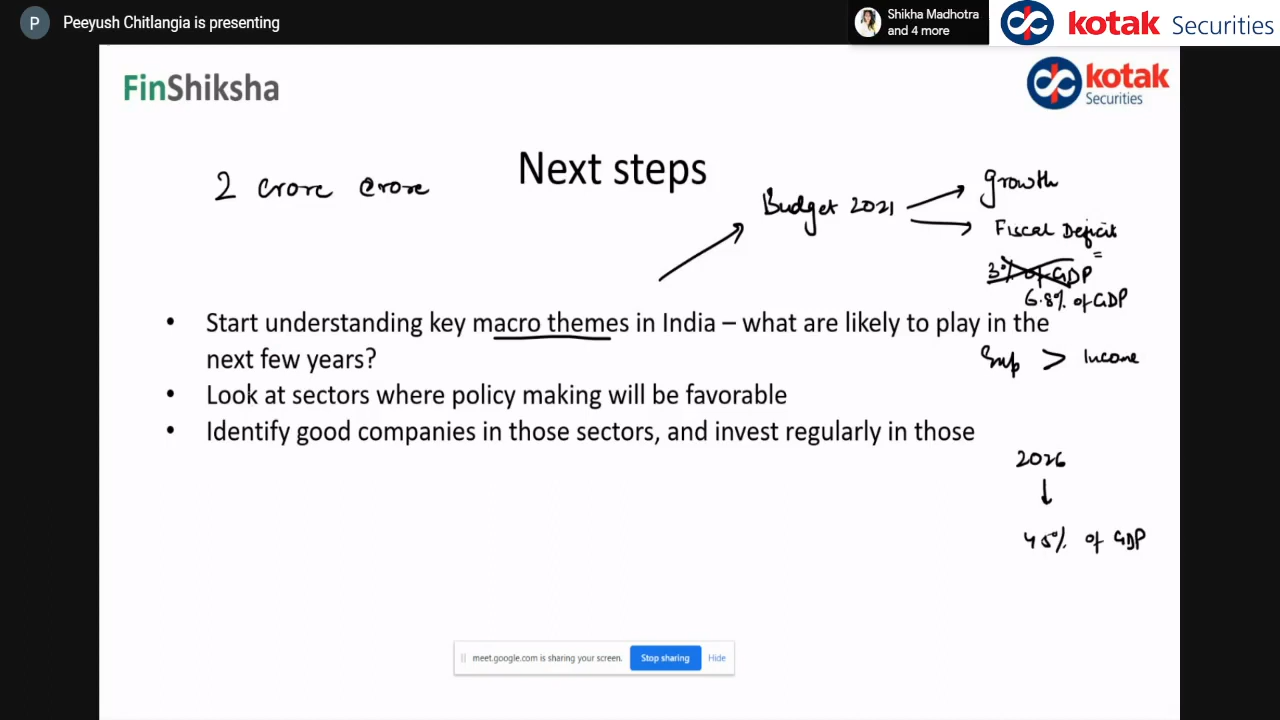 P Peeyush Chitlangia is presenting
Shikha Madhotra
and 4 more
kotak Securities
FinShiksha
kotak
Securities
Next steps
2 crore crore
Budget 2021
Growth
Fiscal Deficit
3% of GDP
6.8% of GDP
• Start understanding key macro themes in India – what are likely to play in the
next few years?
> Income
• Look at sectors where policy making will be favorable
• Identify good companies in those sectors, and invest regularly in those
2026
45% of GDP
meet.google.com is sharing your screen. Stop sharing Hide